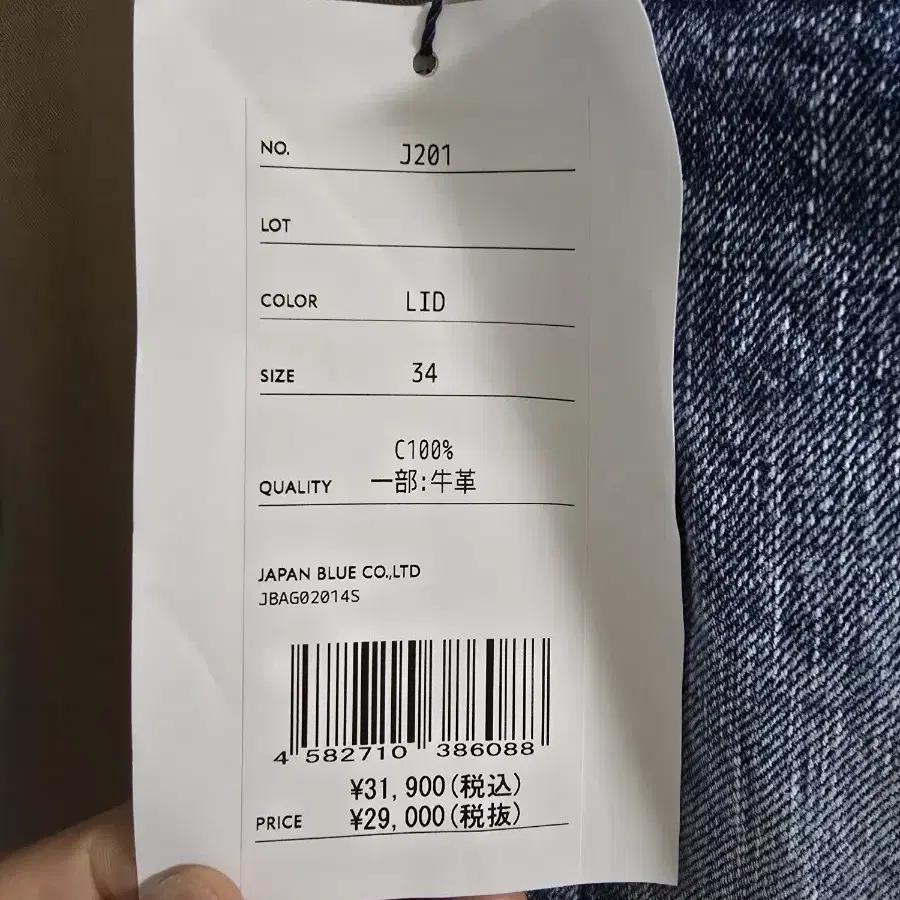 NO. J201
LOT
COLOR LID
SIZE 34
C100%
QUALITY 一部:牛革
JAPAN BLUE CO.,LTD
JBAG02014S
4 582710 386088
¥31,900(税込)
PRICE ¥29,000(税抜)